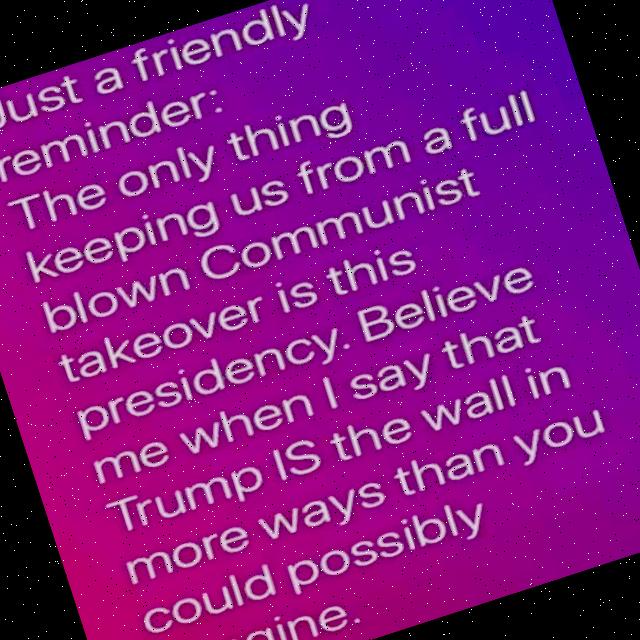 Just a friendly
reminder:
The only thing
keeping us from a full
blown Communist
takeover is this
presidency. Believe
me when I say that
Trump IS the wall in
more ways than you
could possibly
gine.